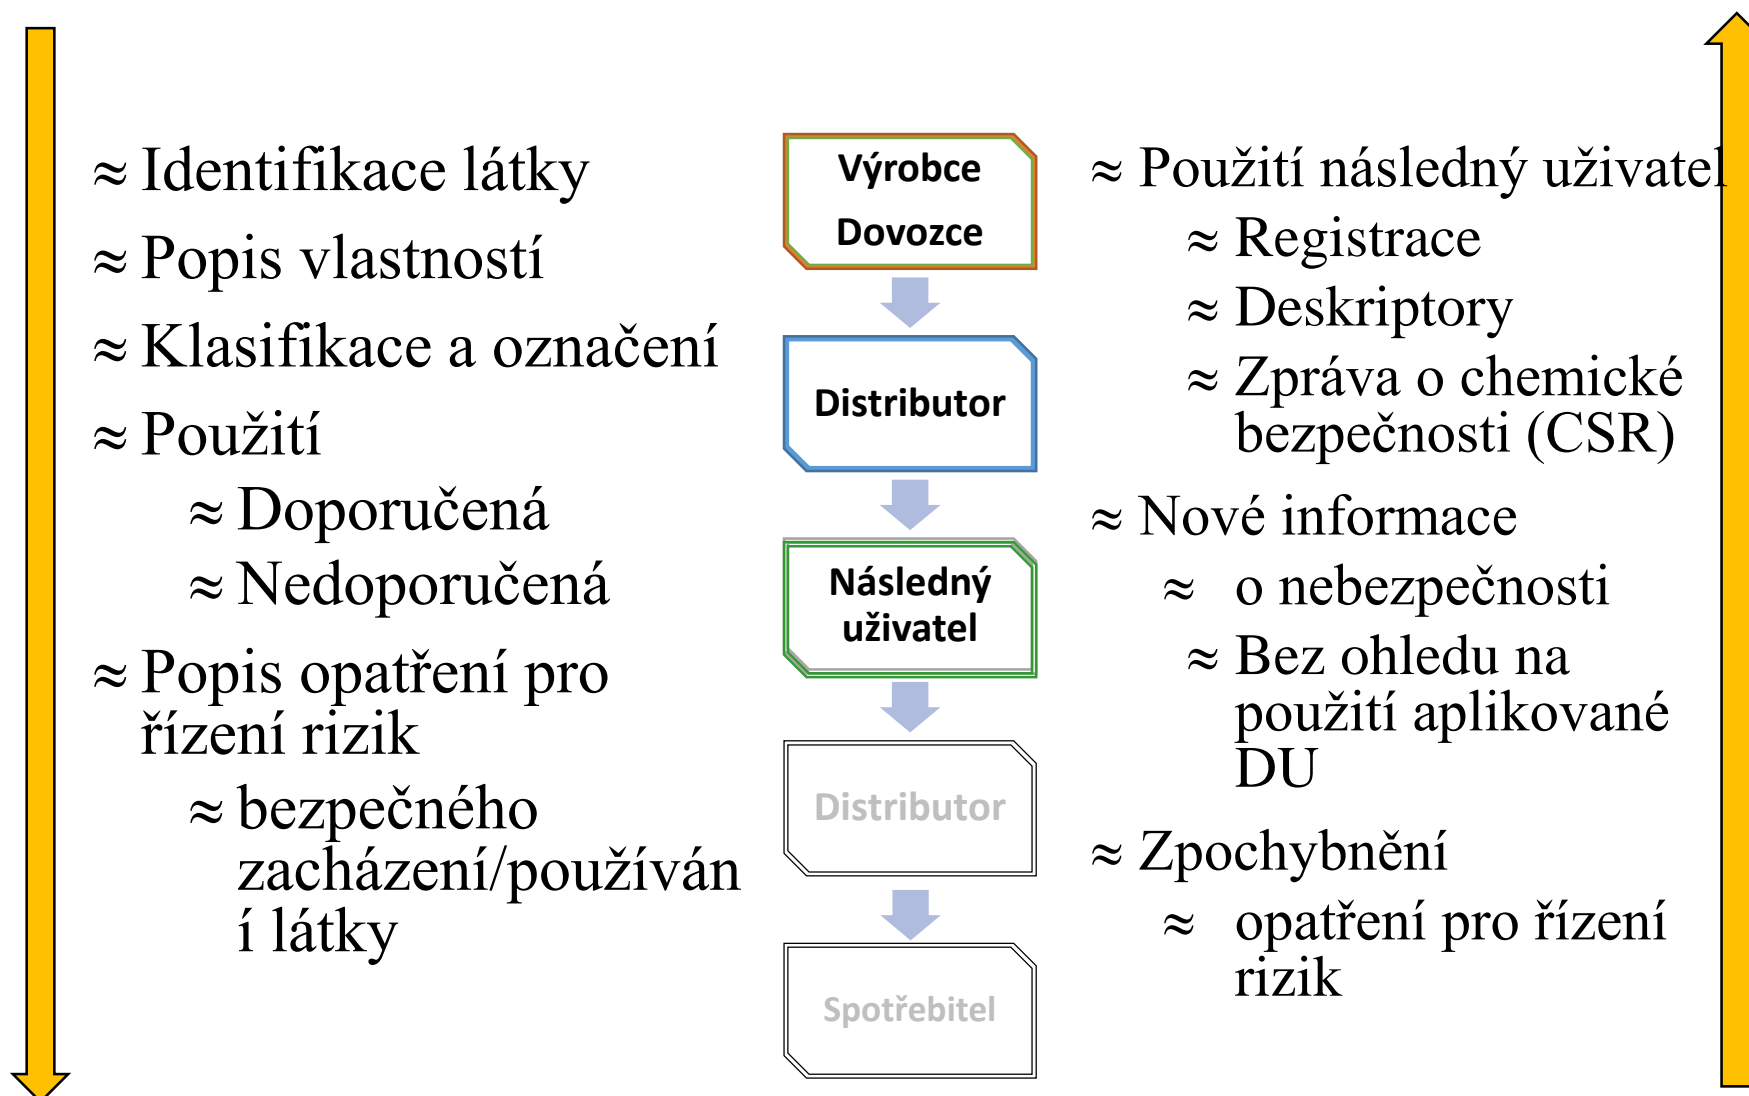 ≈ Identifikace látky
≈ Popis vlastností
≈ Klasifikace a označení
≈ Použití
≈ Doporučená
≈ Nedoporučená
≈ Popis opatření pro
řízení rizik
≈ bezpečného
zacházení/používán
í látky
Výrobce
Dovozce
Distributor
Následný
uživatel
Distributor
Spotřebitel
≈ Použití následný uživatel
≈ Registrace
≈ Deskriptory
≈ Zpráva o chemické
bezpečnosti (CSR)
≈ Nové informace
≈ o nebezpečnosti
≈ Bez ohledu na
použití aplikované
DU
≈ Zpochybnění
≈ opatření pro řízení
rizik